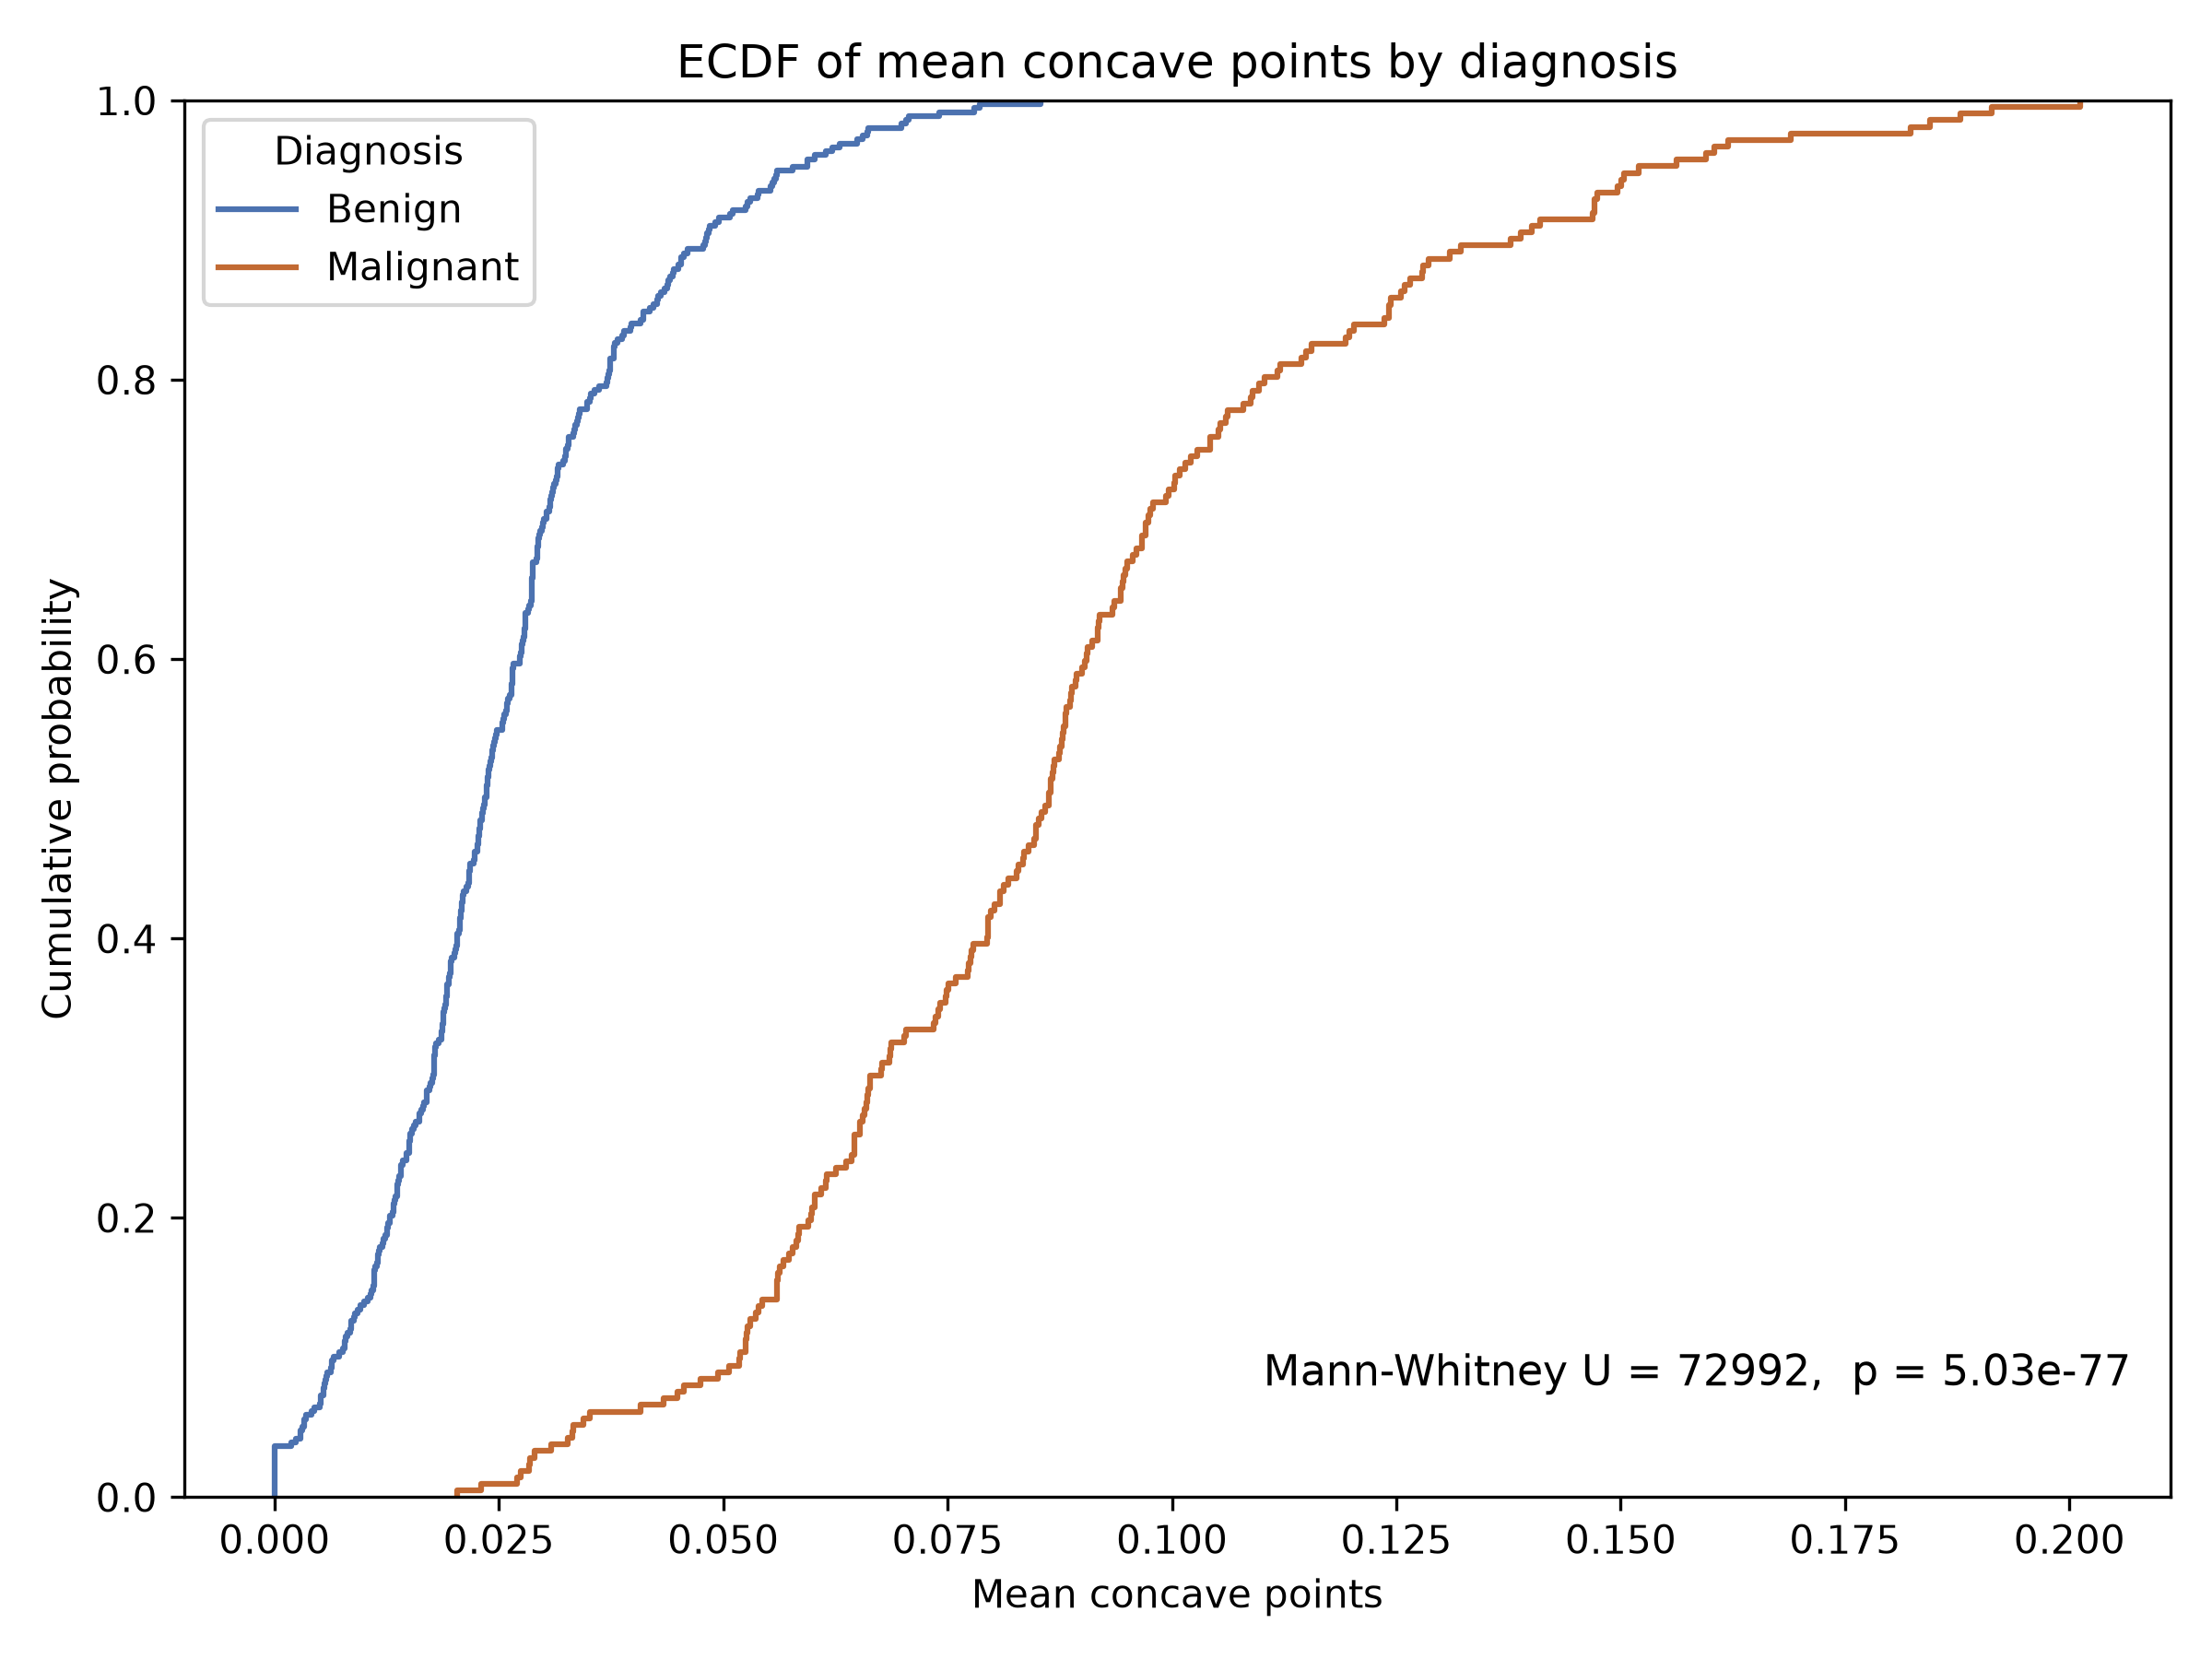 ECDF of mean concave points by diagnosis
Diagnosis
Benign
Malignant
Cumulative probability
1.0
0.8
0.6
0.4
0.2
0.0
Mann-Whitney U = 72992,  p = 5.03e-77
0.000 0.025 0.050 0.075 0.100 0.125 0.150 0.175 0.200
Mean concave points